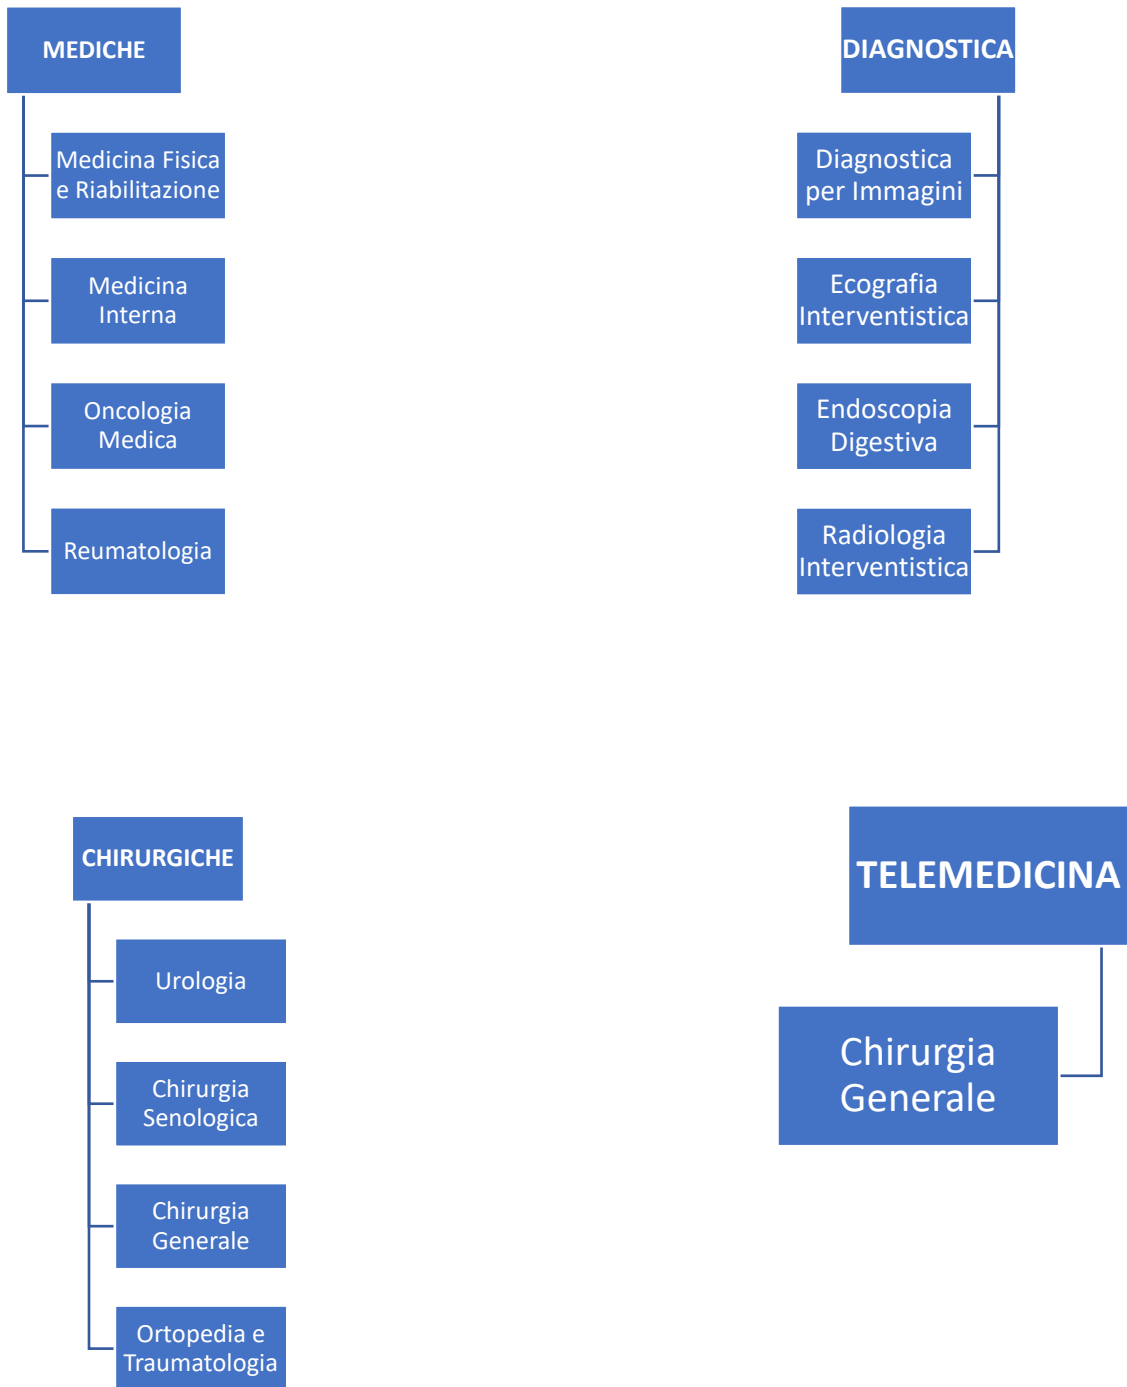 MEDICHE
Medicina Fisica
e Riabilitazione
Medicina
Interna
Oncologia
Medica
Reumatologia
DIAGNOSTICA
Diagnostica
per Immagini
Ecografia
Interventistica
Endoscopia
Digestiva
Radiologia
Interventistica
CHIRURGICHE
Urologia
Chirurgia
Senologica
Chirurgia
Generale
Ortopedia e
Traumatologia
TELEMEDICINA
Chirurgia
Generale